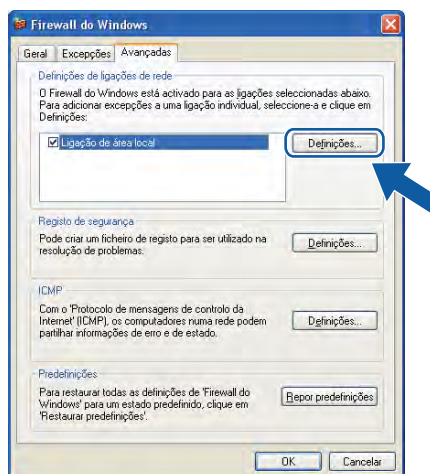 Firewall do Windows
Geral Excepções Avançadas
Definições de ligações de rede
O Firewall do Windows está activado para as ligações seleccionadas abaixo.
Para adicionar excepções a uma ligação individual, seleccione-a e clique em
Definições:
Ligação de área local
Definições...
Registo de segurança
Pode criar um ficheiro de registo para ser utilizado na
resolução de problemas.
Definições...
ICMP
Com o 'Protocolo de mensagens de controlo da
Internet' (ICMP), os computadores numa rede podem
partilhar informações de erro e de estado.
Definições...
Predefinições
Para restaurar todas as definições de 'Firewall do
Windows' para um estado predefinido, clique em
'Restaurar predefinições'.
Repor predefinições
OK Cancelar